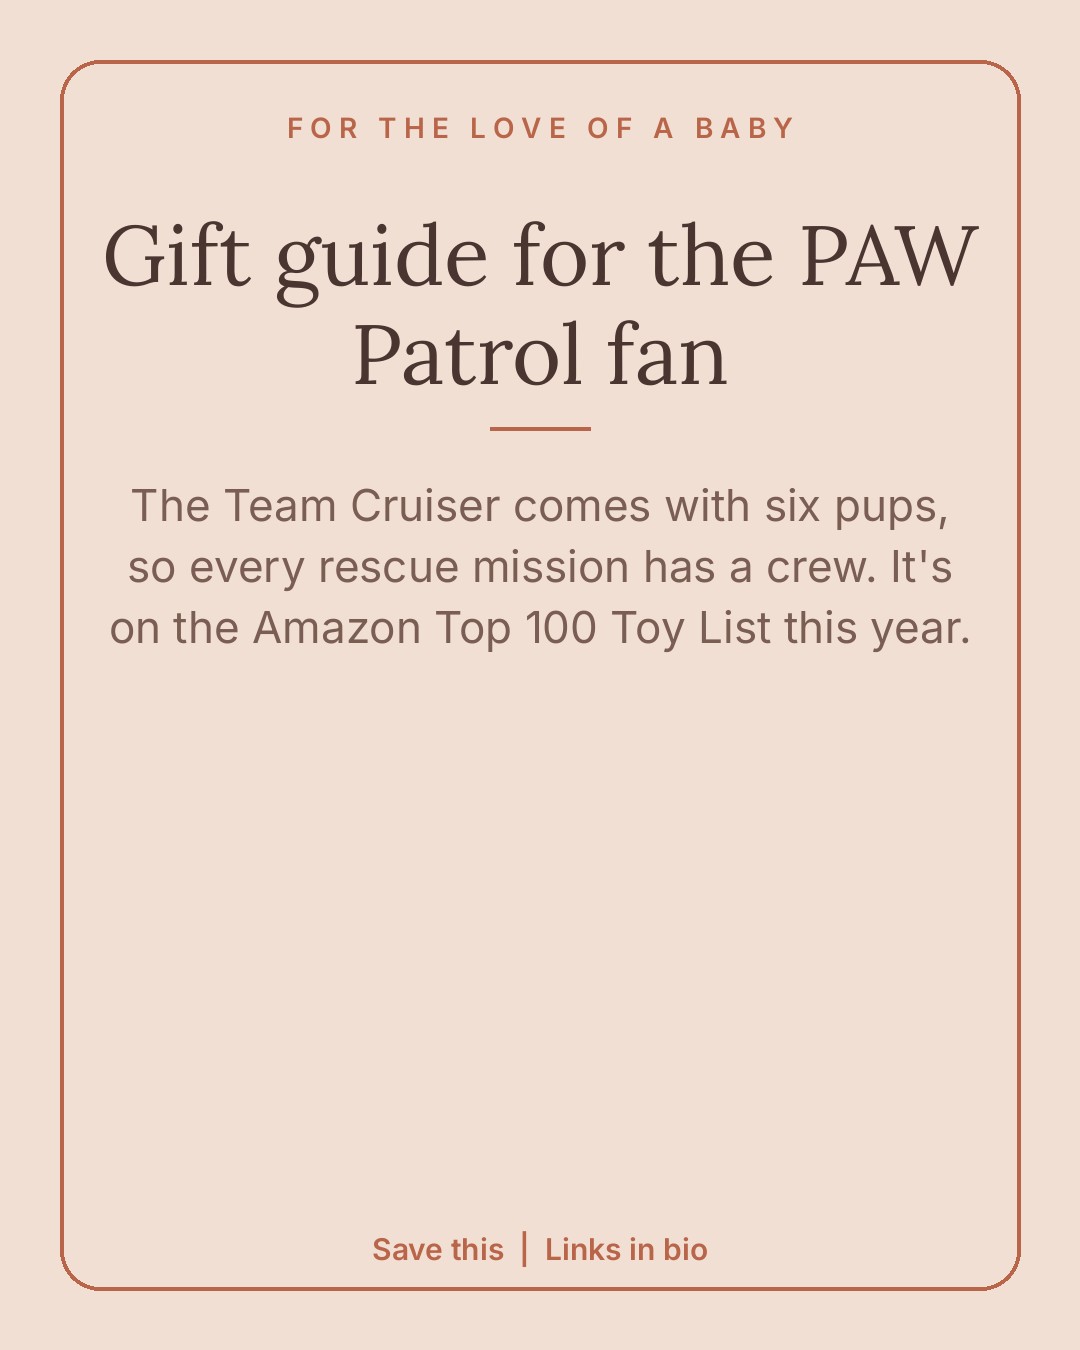 FOR THE LOVE OF A BABY
Gift guide for the PAW
Patrol fan
The Team Cruiser comes with six pups,
so every rescue mission has a crew. It's
on the Amazon Top 100 Toy List this year.
Save this | Links in bio